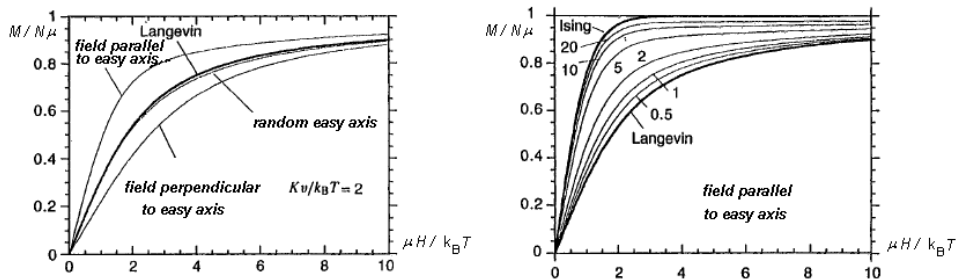 M / Nμ
1
0.8
0.6
0.4
0.2
0
0
2
4
6
8
10
μH / kBT
Langevin
field parallel
to easy axis...
random easy axis
field perpendicular
to easy axis
Kv/kBT = 2
M / Nμ
1
0.8
0.6
0.4
0.2
0
0
2
4
6
8
10
μH / kBT
Ising
20
10
5
2
1
0.5
Langevin
field parallel
to easy axis